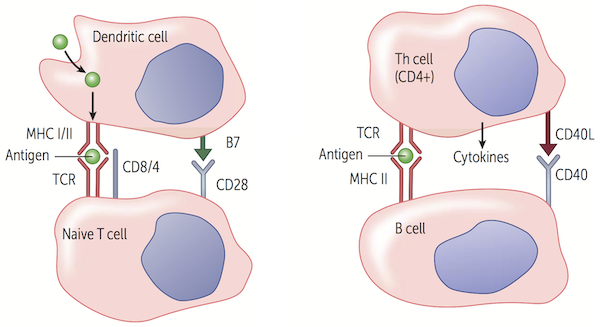 Dendritic cell
MHC I/II
Antigen
TCR
CD8/4
B7
CD28
Naive T cell
Th cell
(CD4+)
TCR
Antigen
MHC II
Cytokines
CD40L
CD40
B cell